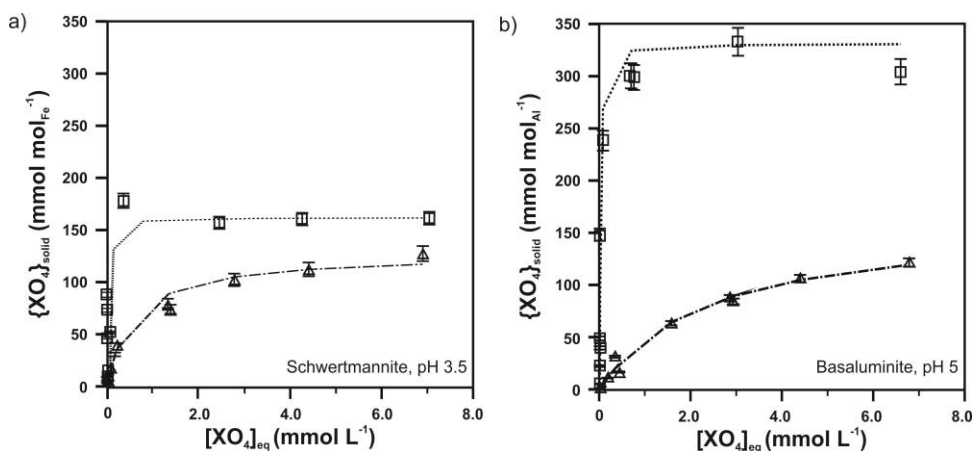 a)
350
300
250
200
150
100
50
0
{XO₄}solid (mmol molFe⁻¹)
Schwertmannite, pH 3.5
0 2.0 4.0 6.0 8.0
[XO₄]eq (mmol L⁻¹)
b)
350
300
250
200
150
100
50
0
{XO₄}solid (mmol molAl⁻¹)
Basaluminite, pH 5
0 2.0 4.0 6.0 8.0
[XO₄]eq (mmol L⁻¹)